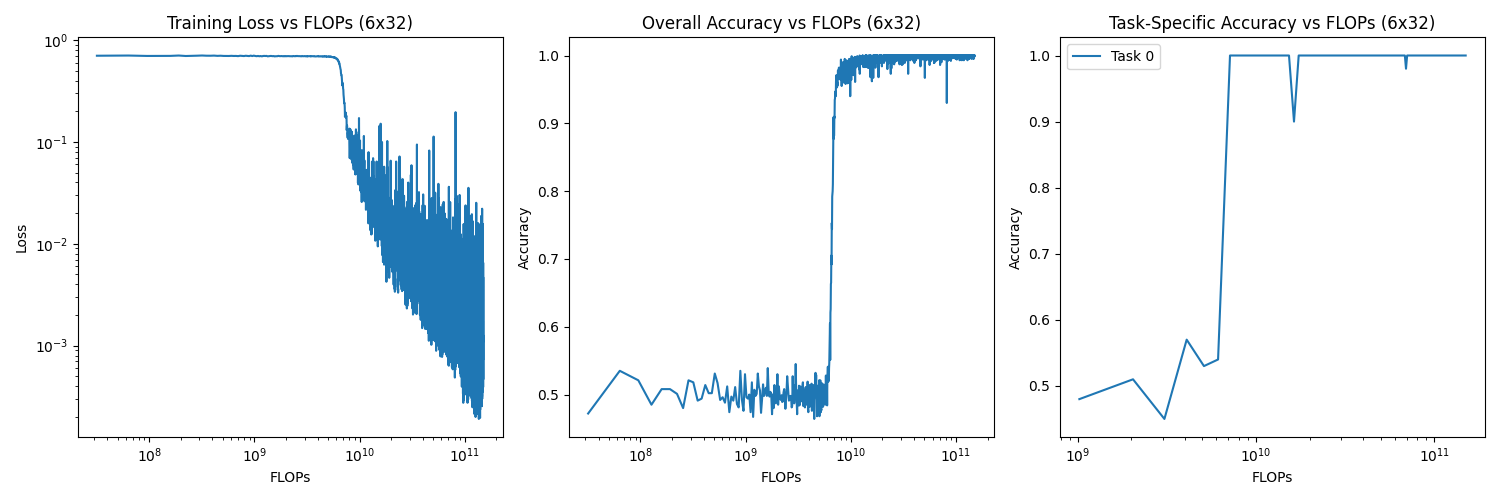 Training Loss vs FLOPs (6x32)
10^0
10^-1
10^-2
10^-3
Loss
10^8
10^9
10^10
10^11
FLOPs
Overall Accuracy vs FLOPs (6x32)
1.0
0.9
0.8
0.7
0.6
0.5
Accuracy
10^8
10^9
10^10
10^11
FLOPs
Task-Specific Accuracy vs FLOPs (6x32)
Task 0
1.0
0.9
0.8
0.7
0.6
0.5
Accuracy
10^9
10^10
10^11
FLOPs